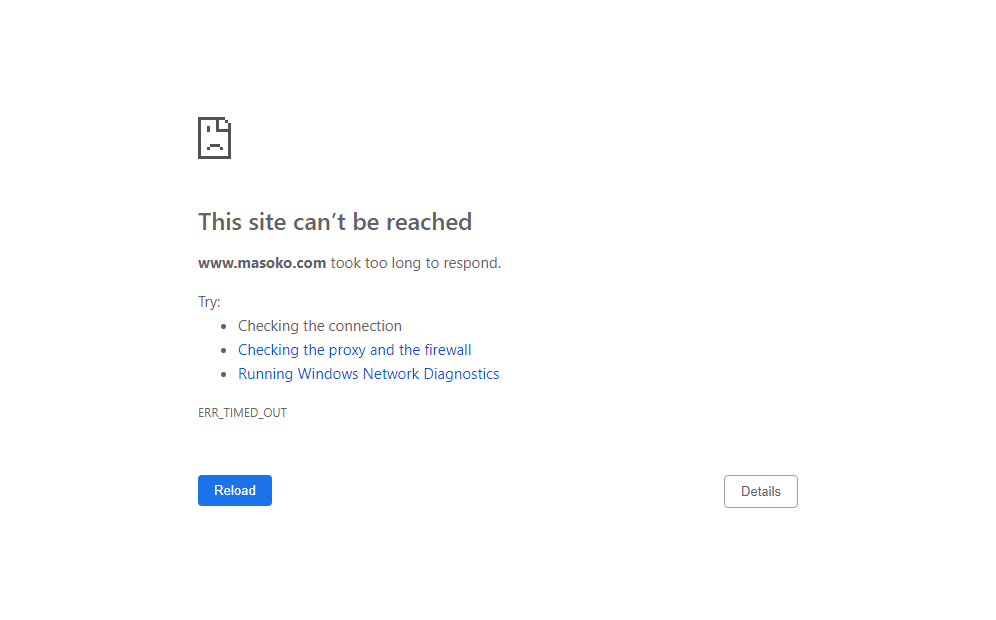 This site can’t be reached
www.masoko.com took too long to respond.
Try:
Checking the connection
Checking the proxy and the firewall
Running Windows Network Diagnostics
ERR_TIMED_OUT
Reload
Details